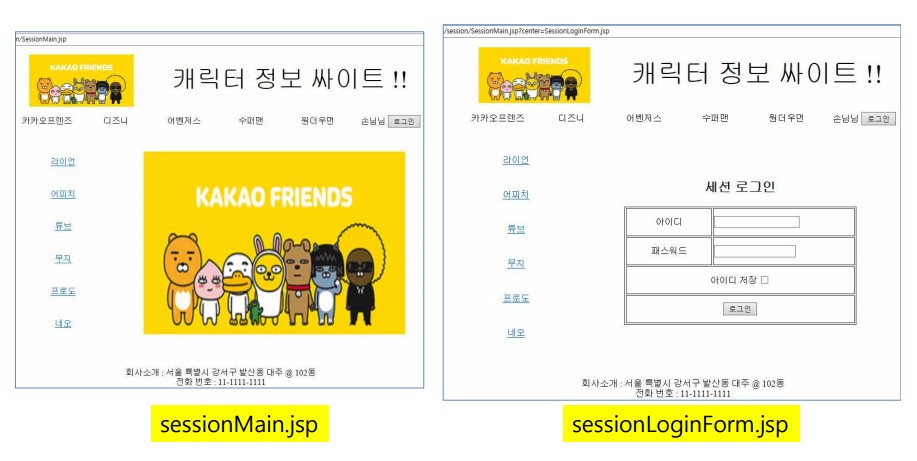 n/SessionMain.jsp
KAKAO FRIENDS
캐릭터 정보 싸이트 !!
카카오프렌즈 디즈니 어벤저스 수퍼맨 원더우먼 손님님 로그인
라이언
어피치
튜브
무지
프로도
네오
KAKAO FRIENDS
회사소개 : 서울 특별시 강서구 발산동 대주 @ 102동
전화 번호 : 11-1111-1111
sessionMain.jsp
/session/SessionMain.jsp?center=SessionLoginForm.jsp
KAKAO FRIENDS
캐릭터 정보 싸이트 !!
카카오프렌즈 디즈니 어벤저스 수퍼맨 원더우먼 손님님 로그인
라이언
어피치
튜브
무지
프로도
네오
세션 로그인
아이디
패스워드
아이디 저장
로그인
회사소개 : 서울 특별시 강서구 발산동 대주 @ 102동
전화 번호 : 11-1111-1111
sessionLoginForm.jsp